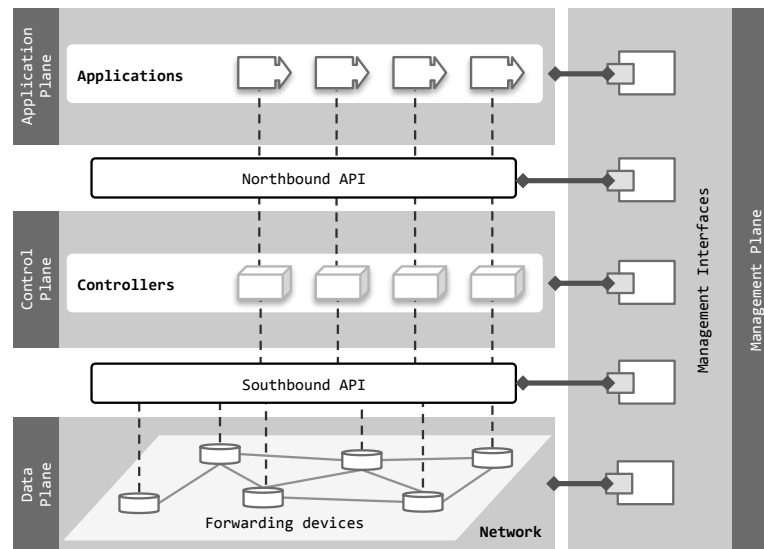 Application
Plane
Applications
Northbound API
Control
Plane
Controllers
Southbound API
Data
Plane
Forwarding devices
Network
Management Interfaces
Management Plane